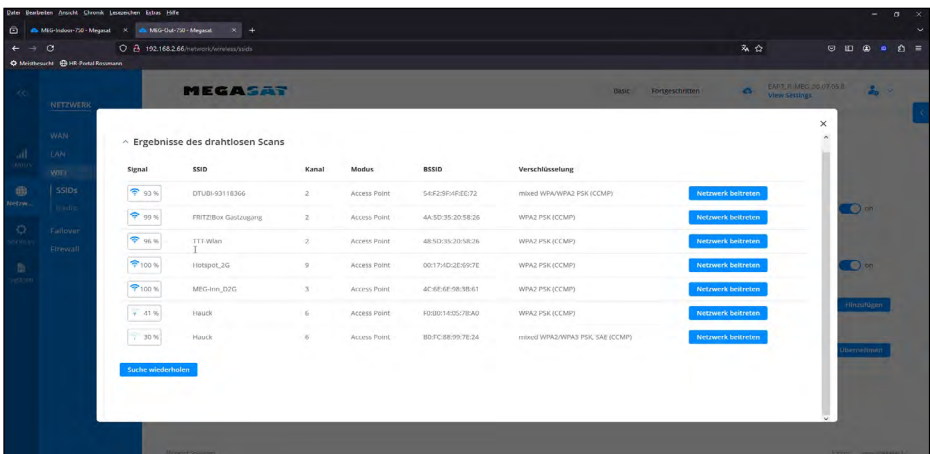 Datei Bearbeiten Ansicht Chronik Lesezeichen Extras Hilfe
MEG-Indoor-750 - Megasat
MEG-Out-750 - Megasat
192.168.2.66/network/wireless/ssids
Meistbesucht HR-Portal Rossmann
MEGASAT
Basic Fortgeschritten
View Settings
NETZWERK
WAN
LAN
WIFI
SSIDs
Failover
Firewall
Ergebnisse des drahtlosen Scans
Signal SSID Kanal Modus BSSID Verschlüsselung
93 % DTUBI-93118366 2 Access Point 54:F2:9F:4F:EE:72 mixed WPA/WPA2 PSK (CCMP) Netzwerk beitreten
99 % FRITZ!Box Gastzugang 2 Access Point 4A:5D:35:20:58:26 WPA2 PSK (CCMP) Netzwerk beitreten
96 % TTT-Wlan 2 Access Point 48:5D:35:20:58:26 WPA2 PSK (CCMP) Netzwerk beitreten
100 % Hotspot_2G 9 Access Point 00:17:4D:2E:69:7E WPA2 PSK (CCMP) Netzwerk beitreten
100 % MEG-Inn_D2G 3 Access Point 4C:6E:6E:98:3B:61 WPA2 PSK (CCMP) Netzwerk beitreten
41 % Hauck 6 Access Point F0:B0:14:05:78:A0 WPA2 PSK (CCMP) Netzwerk beitreten
30 % Hauck 6 Access Point B0:FC:88:99:7E:24 mixed WPA2/WPA3 PSK, SAE (CCMP) Netzwerk beitreten
Suche wiederholen
on
on
Hinzufügen
Übernehmen